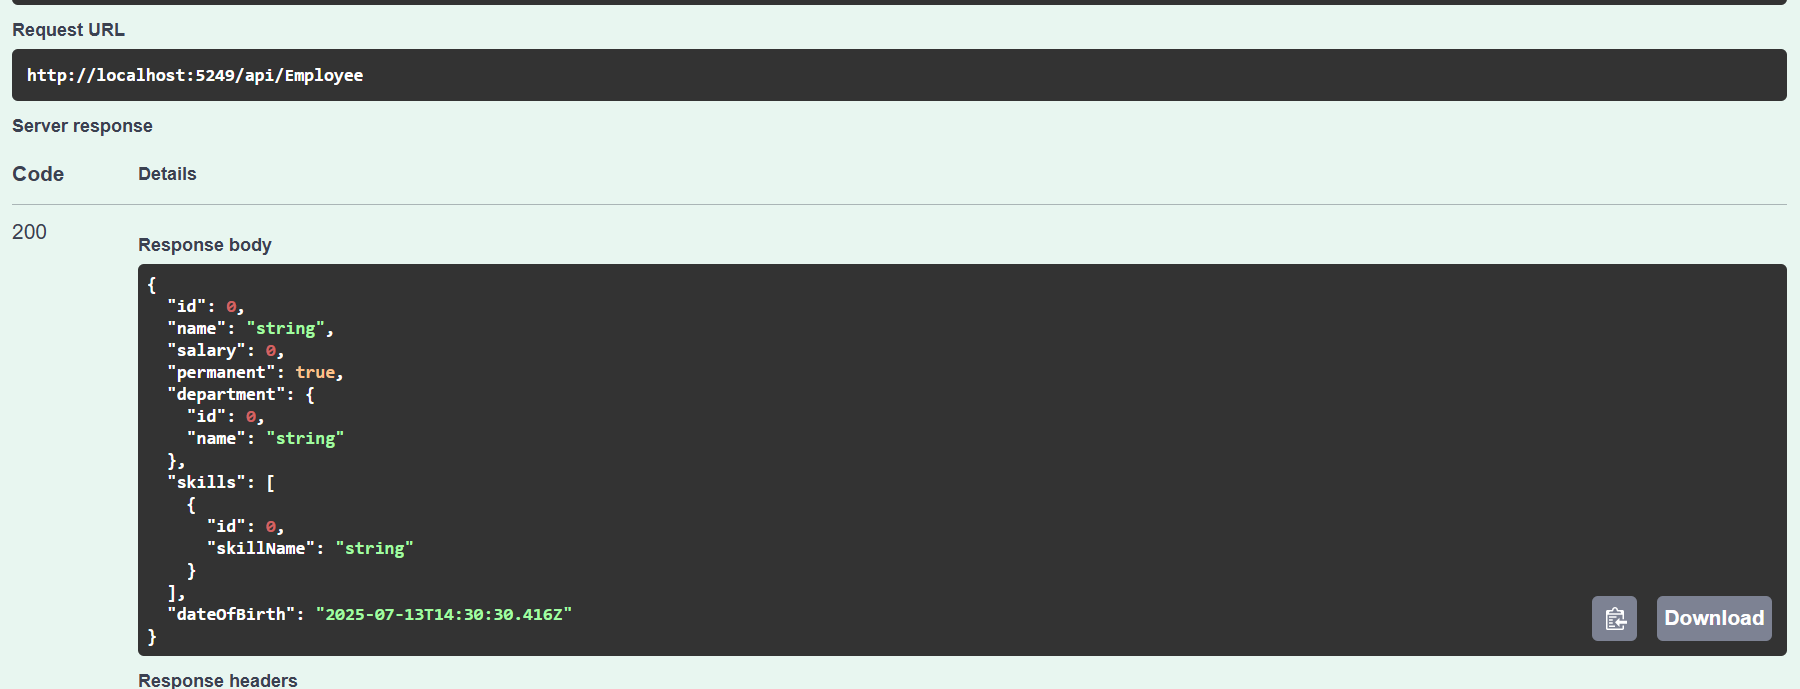 Request URL
http://localhost:5249/api/Employee
Server response
Code Details
200
Response body
{
  "id": 0,
  "name": "string",
  "salary": 0,
  "permanent": true,
  "department": {
    "id": 0,
    "name": "string"
  },
  "skills": [
    {
      "id": 0,
      "skillName": "string"
    }
  ],
  "dateOfBirth": "2025-07-13T14:30:30.416Z"
}
Download
Response headers